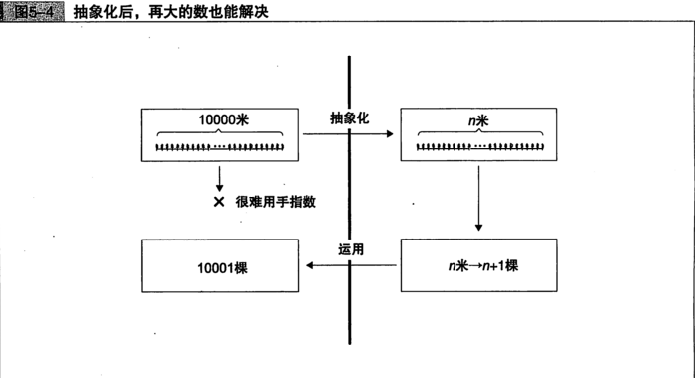 图5-4 抽象化后，再大的数也能解决
10000米
抽象化
n米
× 很难用手指数
10001棵
运用
n米→n+1棵